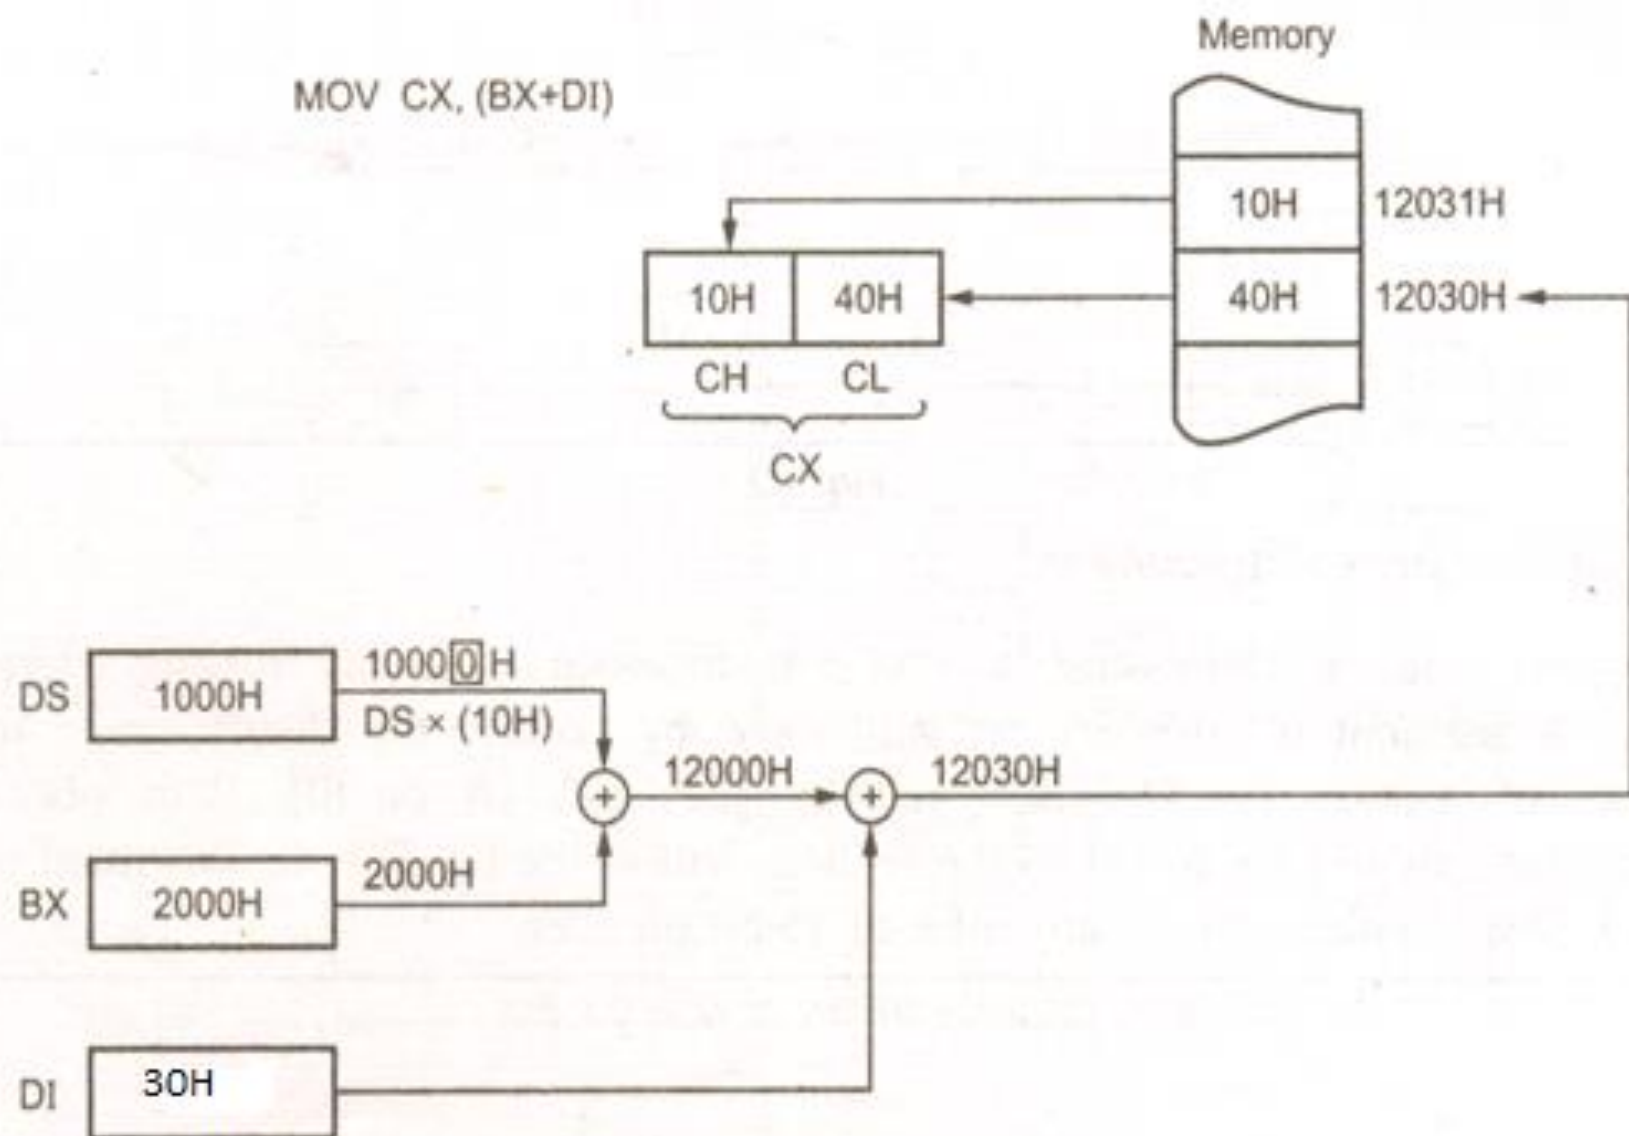 Memory
MOV CX, (BX+DI)
10H 12031H
10H 40H 40H 12030H
CH CL
CX
DS 1000H 10000H
DS × (10H)
12000H 12030H
+ +
BX 2000H 2000H
DI 30H